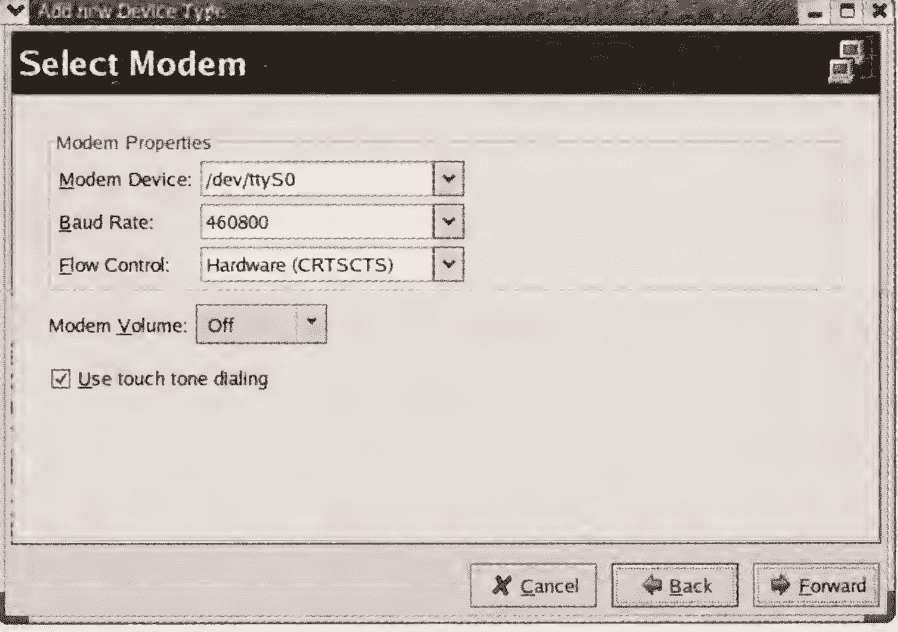 Add new Device Type
Select Modem
Modem Properties
Modem Device: /dev/ttyS0
Baud Rate: 460800
Flow Control: Hardware (CRTSCTS)
Modem Volume: Off
Use touch tone dialing
Cancel Back Forward